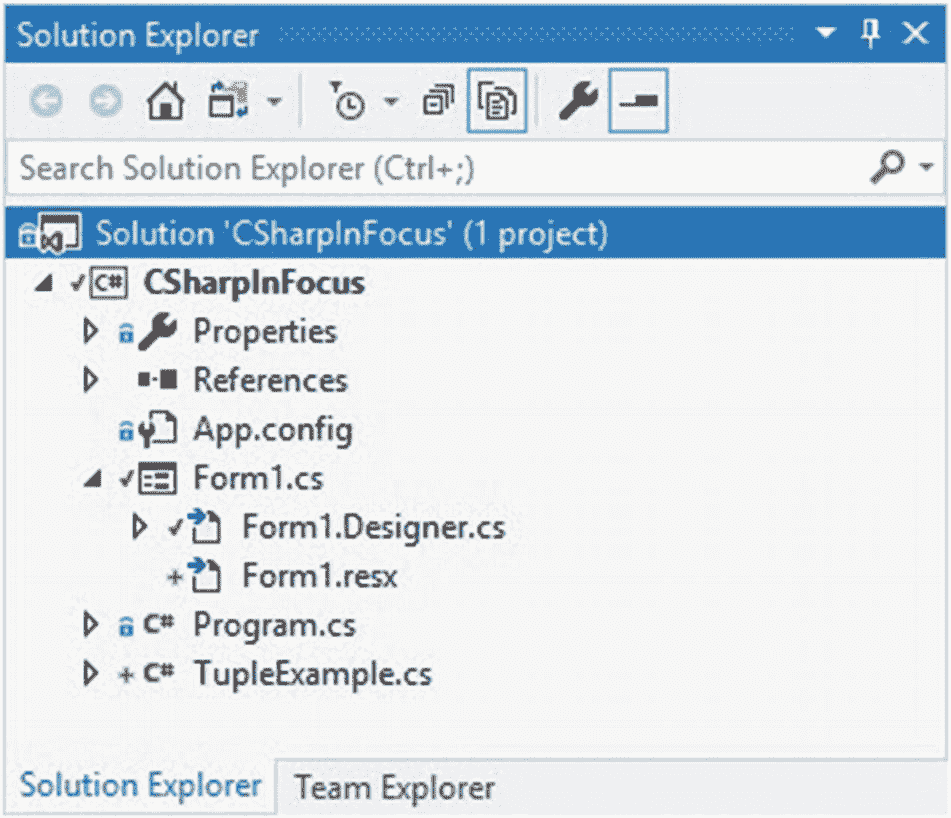 Solution Explorer
Search Solution Explorer (Ctrl+;)
Solution 'CSharpInFocus' (1 project)
C# CSharpInFocus
Properties
References
App.config
Form1.cs
Form1.Designer.cs
+ Form1.resx
C# Program.cs
+ C# TupleExample.cs
Solution Explorer Team Explorer